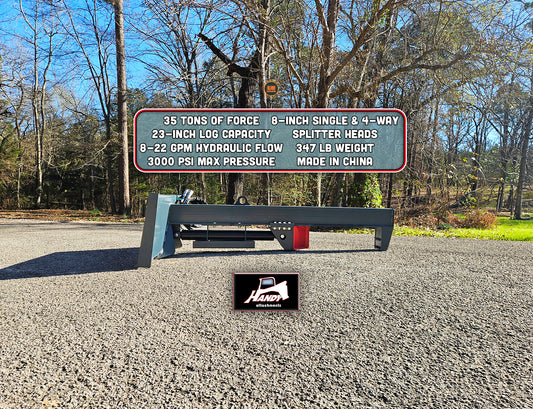 35 TONS OF FORCE 8-INCH SINGLE & 4-WAY
23-INCH LOG CAPACITY SPLITTER HEADS
8-22 GPM HYDRAULIC FLOW 347 LB WEIGHT
3000 PSI MAX PRESSURE MADE IN CHINA
HANDY
attachments